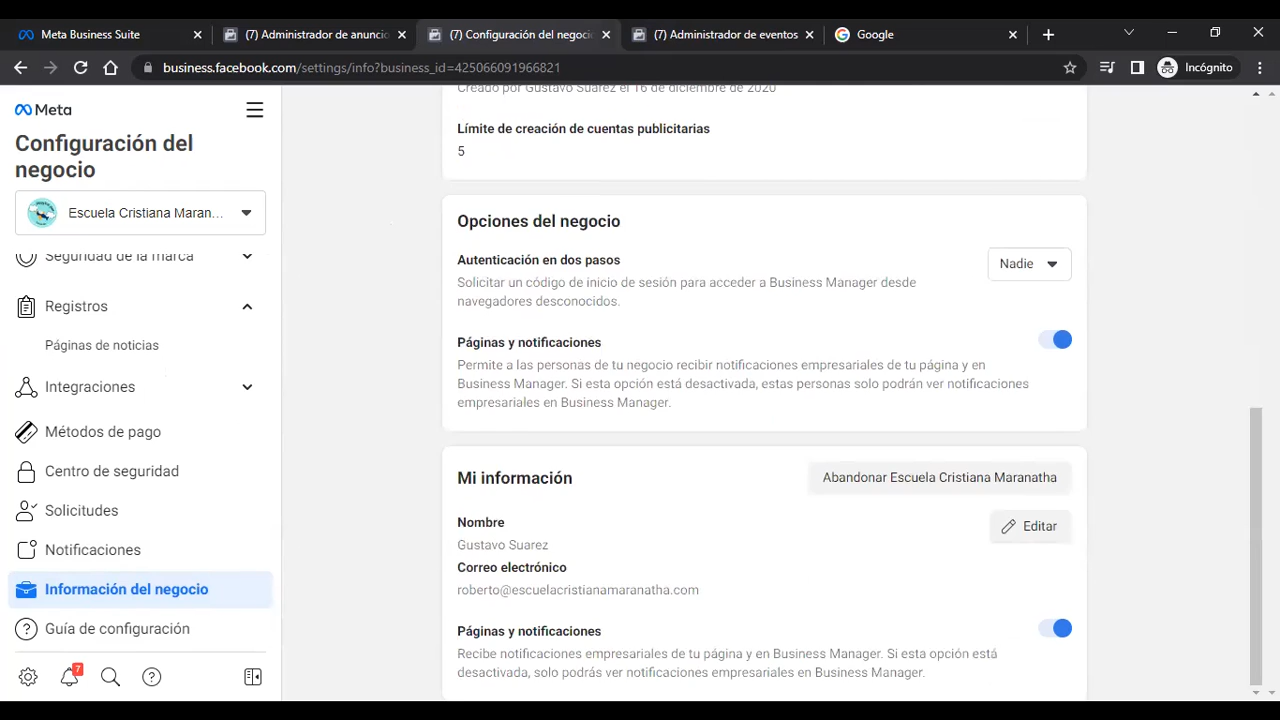 Meta Business Suite
(7) Administrador de anuncio
(7) Configuración del negocio
(7) Administrador de eventos
Google
business.facebook.com/settings/info?business_id=425066091966821
Incógnito
Meta
Configuración del
negocio
Escuela Cristiana Maran...
Seguridad de la marca
Registros
Páginas de noticias
Integraciones
Métodos de pago
Centro de seguridad
Solicitudes
Notificaciones
Información del negocio
Guía de configuración
7
Creado por Gustavo Suarez el 16 de diciembre de 2020
Límite de creación de cuentas publicitarias
5
Opciones del negocio
Autenticación en dos pasos
Nadie
Solicitar un código de inicio de sesión para acceder a Business Manager desde
navegadores desconocidos.
Páginas y notificaciones
Permite a las personas de tu negocio recibir notificaciones empresariales de tu página y en
Business Manager. Si esta opción está desactivada, estas personas solo podrán ver notificaciones
empresariales en Business Manager.
Mi información
Abandonar Escuela Cristiana Maranatha
Nombre
Editar
Gustavo Suarez
Correo electrónico
roberto@escuelacristianamaranatha.com
Páginas y notificaciones
Recibe notificaciones empresariales de tu página y en Business Manager. Si esta opción está
desactivada, solo podrás ver notificaciones empresariales en Business Manager.